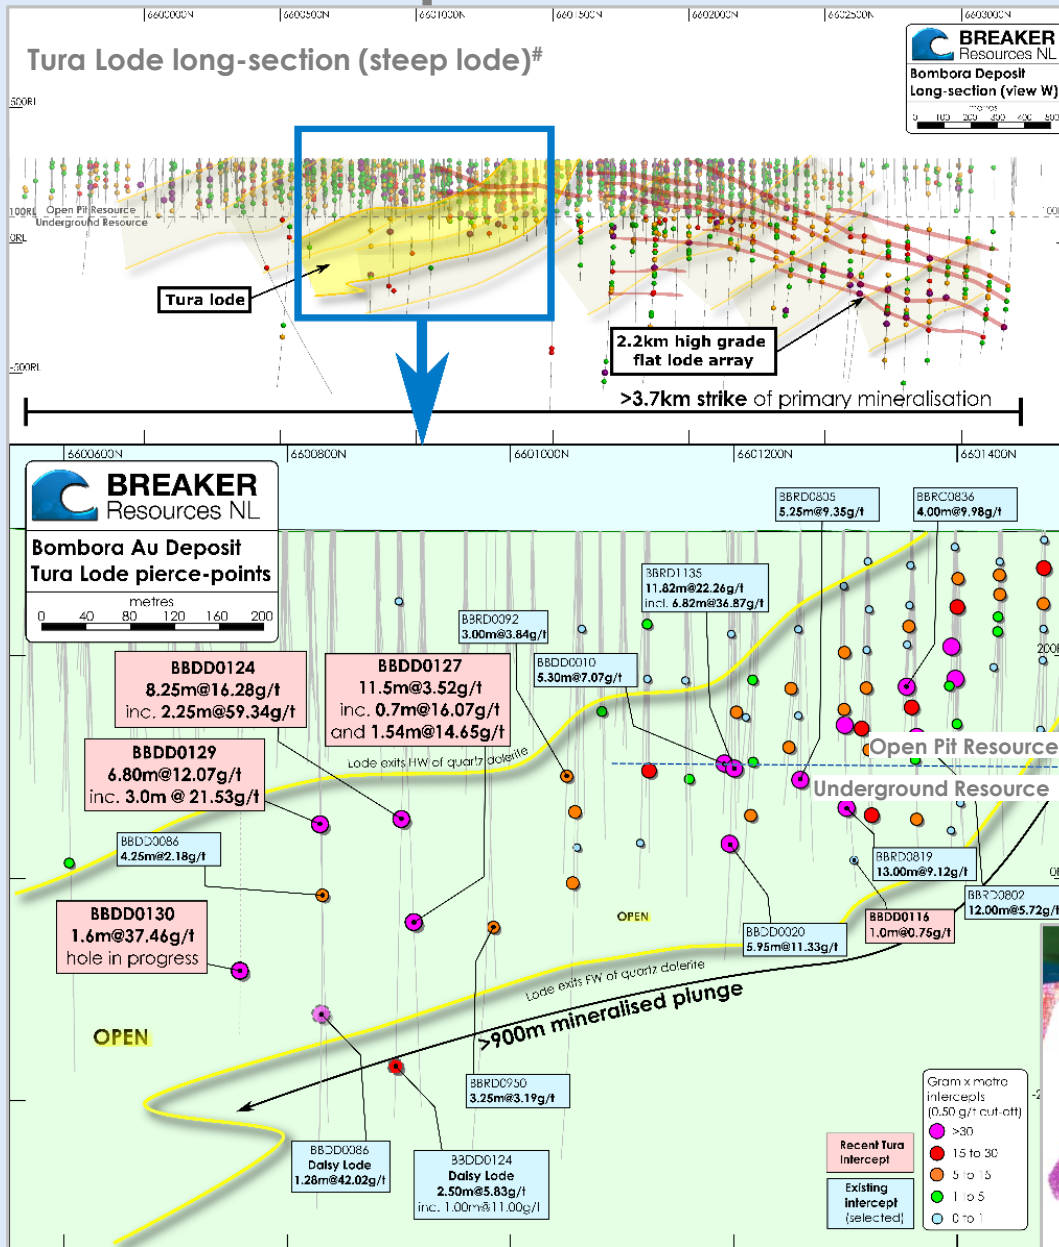 6600000N
6600500N
6601000N
6601500N
6602000N
6602500N
6603000N
Tura Lode long-section (steep lode)#
BREAKER
Resources NL
Bombora Deposit
Long-section (view W)
metres
0 100 200 300 400 500
500RL
Open Pit Resource
100RL
Underground Resource
0RL
Tura lode
2.2km high grade
flat lode array
-500RL
>3.7km strike of primary mineralisation
6600600N
6600800N
6601000N
6601200N
6601400N
BREAKER
Resources NL
Bombora Au Deposit
Tura Lode pierce-points
metres
0 40 80 120 160 200
BBRD0805
5.25m@9.35g/t
BBRC0836
4.00m@9.98g/t
BBRD1135
11.82m@22.26g/t
incl. 6.82m@36.87g/t
BBRD0092
3.00m@3.84g/t
BBDD0010
5.30m@7.07g/t
200RL
BBDD0124
8.25m@16.28g/t
inc. 2.25m@59.34g/t
BBDD0127
11.5m@3.52g/t
inc. 0.7m@16.07g/t
and 1.54m@14.65g/t
BBDD0129
6.80m@12.07g/t
inc. 3.0m @ 21.53g/t
Lode exits HW of quartz dolerite
Open Pit Resource
Underground Resource
BBDD0086
4.25m@2.18g/t
BBRD0819
13.00m@9.12g/t
BBRD0802
12.00m@5.72g/t
BBDD0130
1.6m@37.46g/t
hole in progress
OPEN
BBDD0116
1.0m@0.75g/t
BBDD0020
5.95m@11.33g/t
Lode exits FW of quartz dolerite
>900m mineralised plunge
OPEN
BBRD0950
3.25m@3.19g/t
BBDD0086
Daisy Lode
1.28m@42.02g/t
BBDD0124
Daisy Lode
2.50m@5.83g/t
inc. 1.00m@11.00g/t
Recent Tura
Intercept
Existing
intercept
(selected)
Gram x metre
intercepts
(0.50 g/t cut-off)
>30
15 to 30
5 to 15
1 to 5
0 to 1